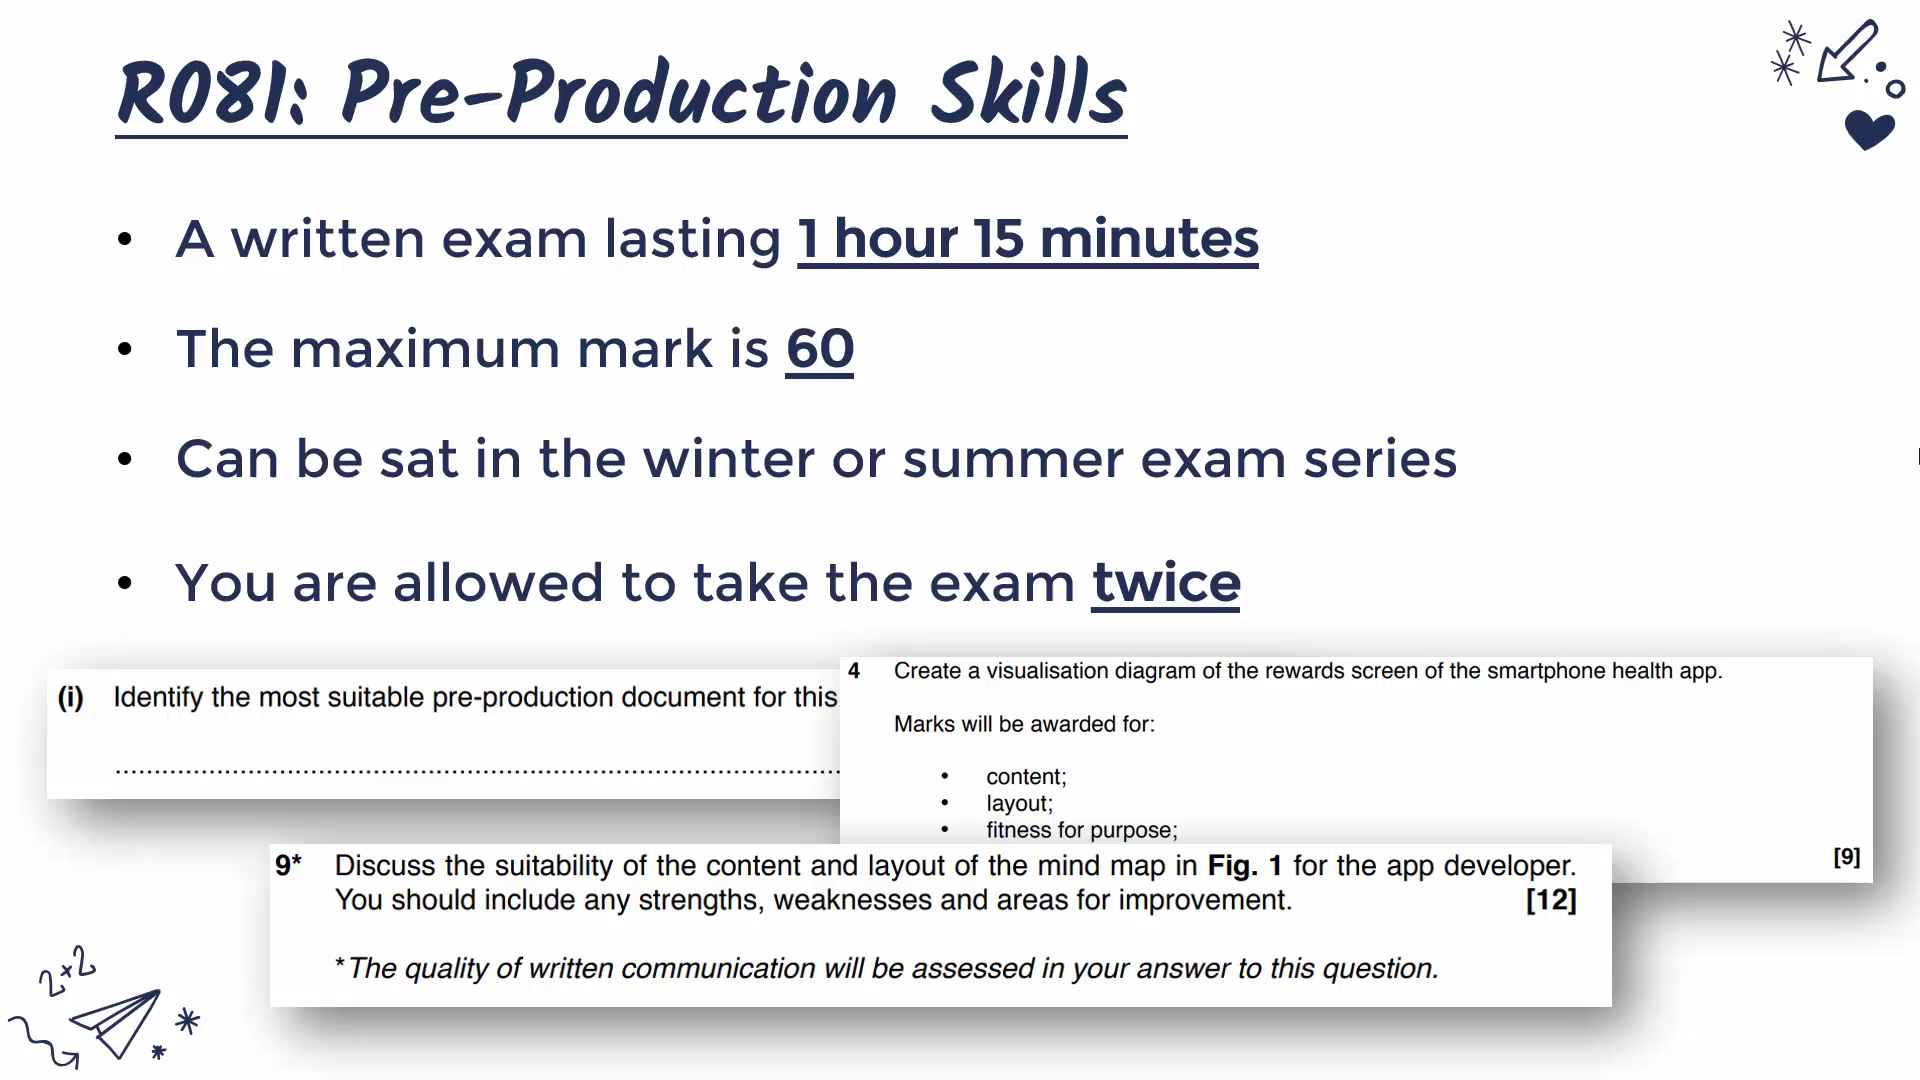 R081: Pre-Production Skills
• A written exam lasting 1 hour 15 minutes
• The maximum mark is 60
• Can be sat in the winter or summer exam series
• You are allowed to take the exam twice
(i) Identify the most suitable pre-production document for this
4 Create a visualisation diagram of the rewards screen of the smartphone health app.
Marks will be awarded for:
• content;
• layout;
• fitness for purpose;
[9]
9* Discuss the suitability of the content and layout of the mind map in Fig. 1 for the app developer.
You should include any strengths, weaknesses and areas for improvement. [12]
*The quality of written communication will be assessed in your answer to this question.
2x2